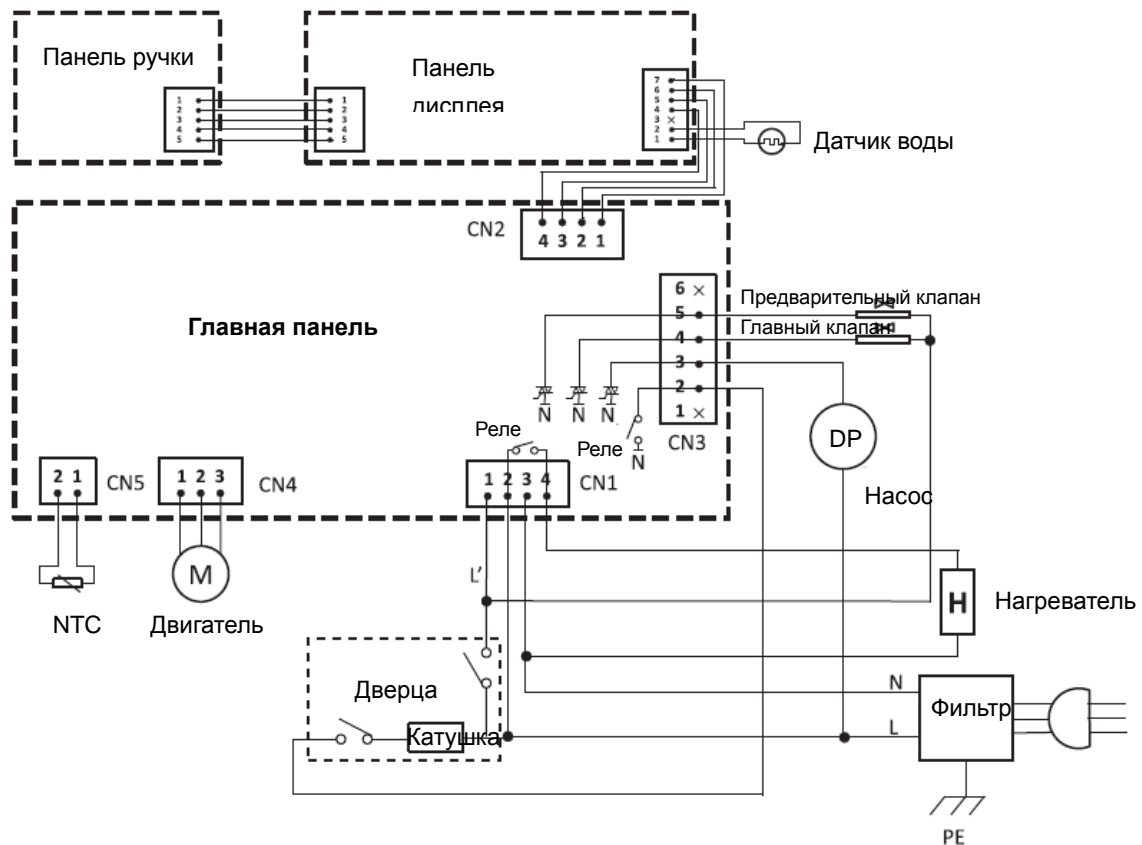 Панель ручки
1
2
3
4
5
1
2
3
4
5
Панель
дисплея
7
6
5
4
3 ×
2
1
Датчик воды
CN2
4 3 2 1
Главная панель
6 ×
5
4
3
2
1 ×
CN3
Предварительный клапан
Главный клапан
N N N
Реле
Реле
N
DP
Насос
2 1
CN5
1 2 3
CN4
1 2 3 4
CN1
M
NTC
Двигатель
L’
H
Нагреватель
Дверца
Катушка
N
L
Фильтр
PE